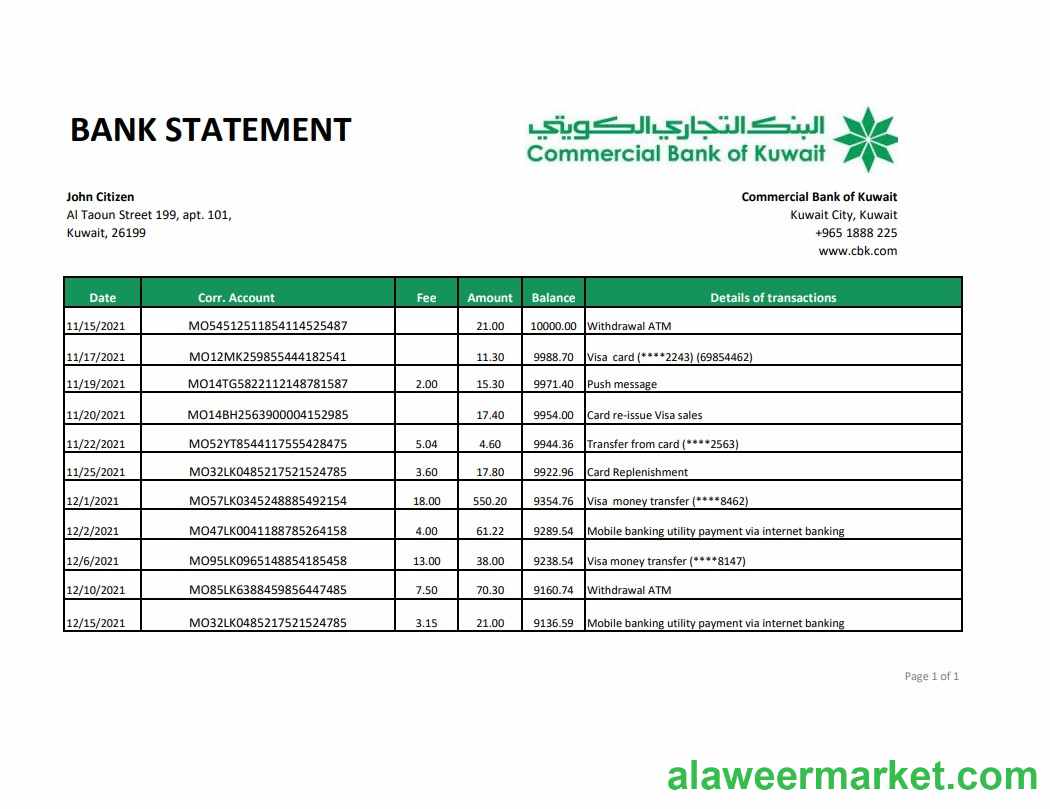 BANK STATEMENT
البنك التجاري الكويتي
Commercial Bank of Kuwait
John Citizen
Al Taoun Street 199, apt. 101,
Kuwait, 26199
Commercial Bank of Kuwait
Kuwait City, Kuwait
+965 1888 225
www.cbk.com
Date Corr. Account Fee Amount Balance Details of transactions
11/15/2021 MO54512511854114525487 21.00 10000.00 Withdrawal ATM
11/17/2021 MO12MK259855444182541 11.30 9988.70 Visa card (****2243) (69854462)
11/19/2021 MO14TG5822112148781587 2.00 15.30 9971.40 Push message
11/20/2021 MO14BH2563900004152985 17.40 9954.00 Card re-issue Visa sales
11/22/2021 MO52YT8544117555428475 5.04 4.60 9944.36 Transfer from card (****2563)
11/25/2021 MO32LK0485217521524785 3.60 17.80 9922.96 Card Replenishment
12/1/2021 MO57LK0345248885492154 18.00 550.20 9354.76 Visa money transfer (****8462)
12/2/2021 MO47LK0041188785264158 4.00 61.22 9289.54 Mobile banking utility payment via internet banking
12/6/2021 MO95LK0965148854185458 13.00 38.00 9238.54 Visa money transfer (****8147)
12/10/2021 MO85LK6388459856447485 7.50 70.30 9160.74 Withdrawal ATM
12/15/2021 MO32LK0485217521524785 3.15 21.00 9136.59 Mobile banking utility payment via internet banking
Page 1 of 1
alaweermarket.com